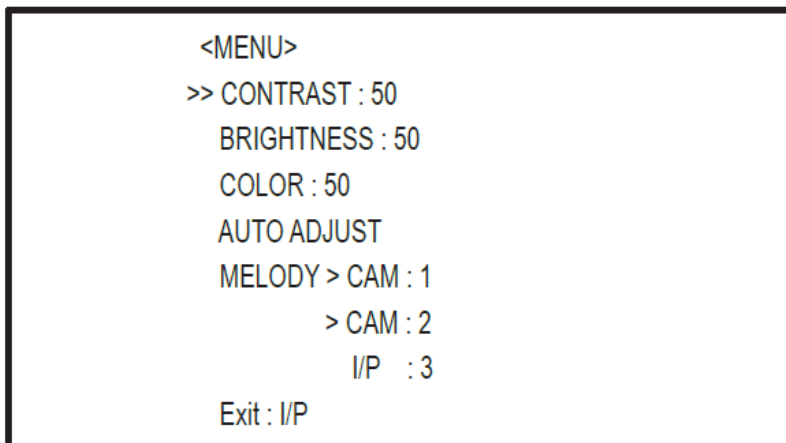 <MENU>
>> CONTRAST : 50
BRIGHTNESS : 50
COLOR : 50
AUTO ADJUST
MELODY > CAM : 1
> CAM : 2
I/P : 3
Exit : I/P